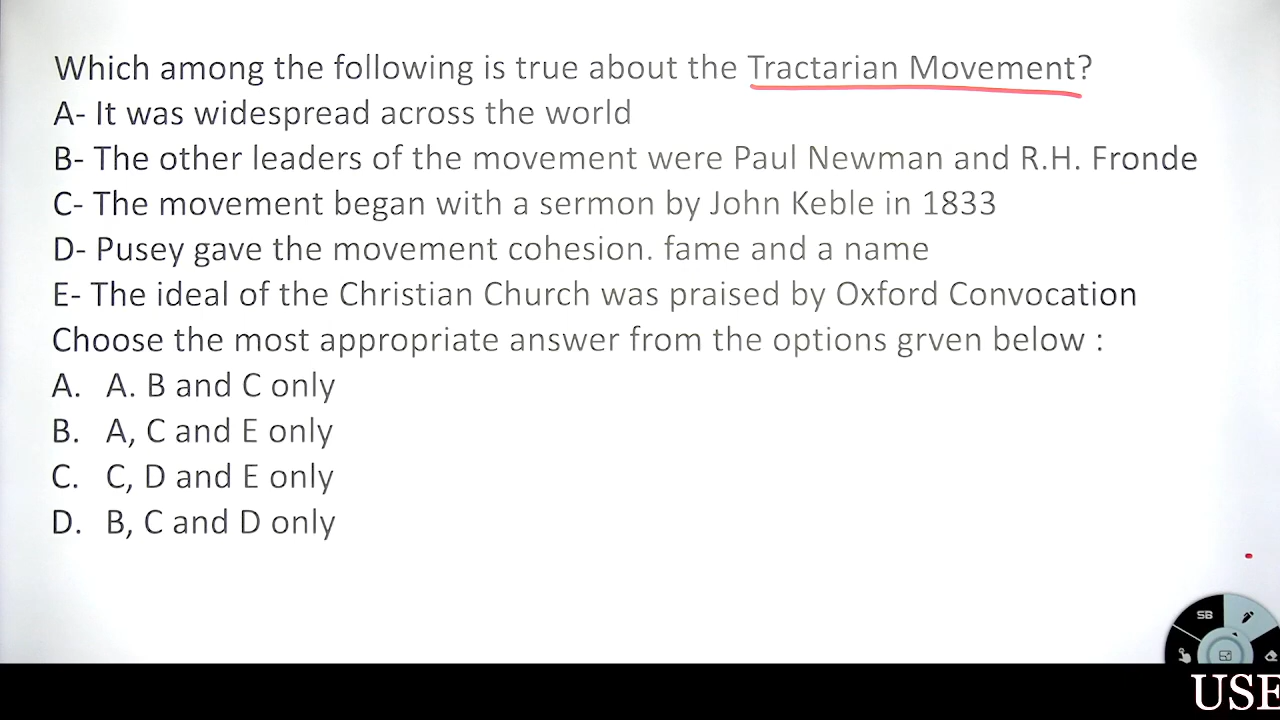 Which among the following is true about the Tractarian Movement?
A- It was widespread across the world
B- The other leaders of the movement were Paul Newman and R.H. Fronde
C- The movement began with a sermon by John Keble in 1833
D- Pusey gave the movement cohesion. fame and a name
E- The ideal of the Christian Church was praised by Oxford Convocation
Choose the most appropriate answer from the options grven below :
A. A. B and C only
B. A, C and E only
C. C, D and E only
D. B, C and D only
SB
USE